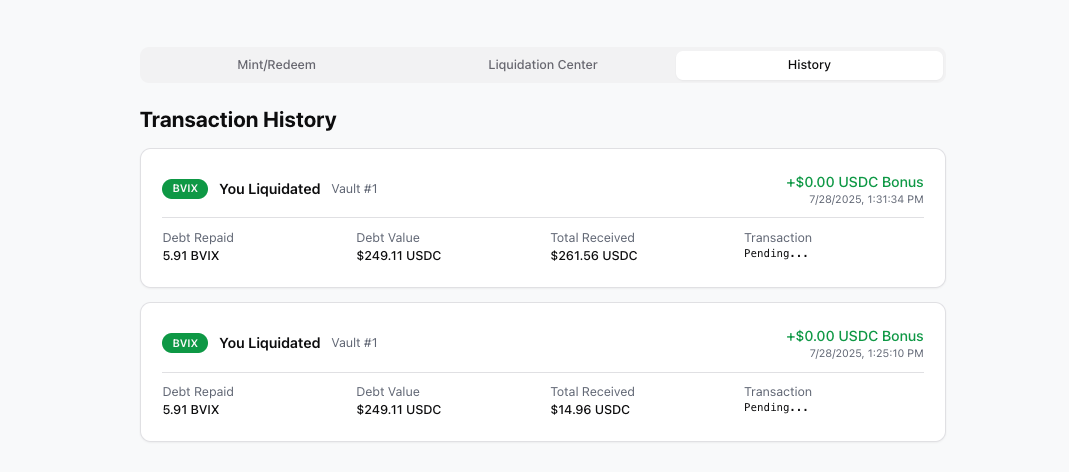 Mint/Redeem Liquidation Center History
Transaction History
BVIX You Liquidated Vault #1 +$0.00 USDC Bonus
7/28/2025, 1:31:34 PM
Debt Repaid Debt Value Total Received Transaction
5.91 BVIX $249.11 USDC $261.56 USDC Pending...
BVIX You Liquidated Vault #1 +$0.00 USDC Bonus
7/28/2025, 1:25:10 PM
Debt Repaid Debt Value Total Received Transaction
5.91 BVIX $249.11 USDC $14.96 USDC Pending...